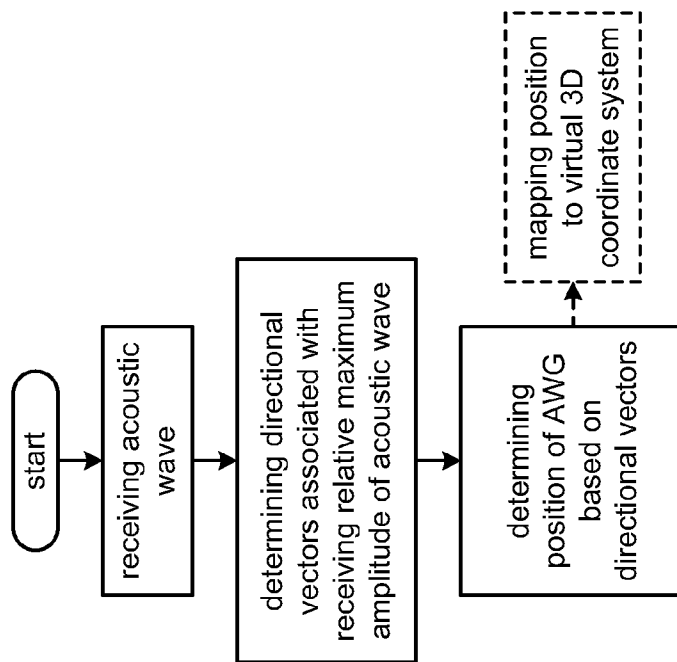 start
receiving acoustic
wave
determining directional
vectors associated with
receiving relative maximum
amplitude of acoustic wave
determining
position of AWG
based on
directional vectors
mapping position
to virtual 3D
coordinate system